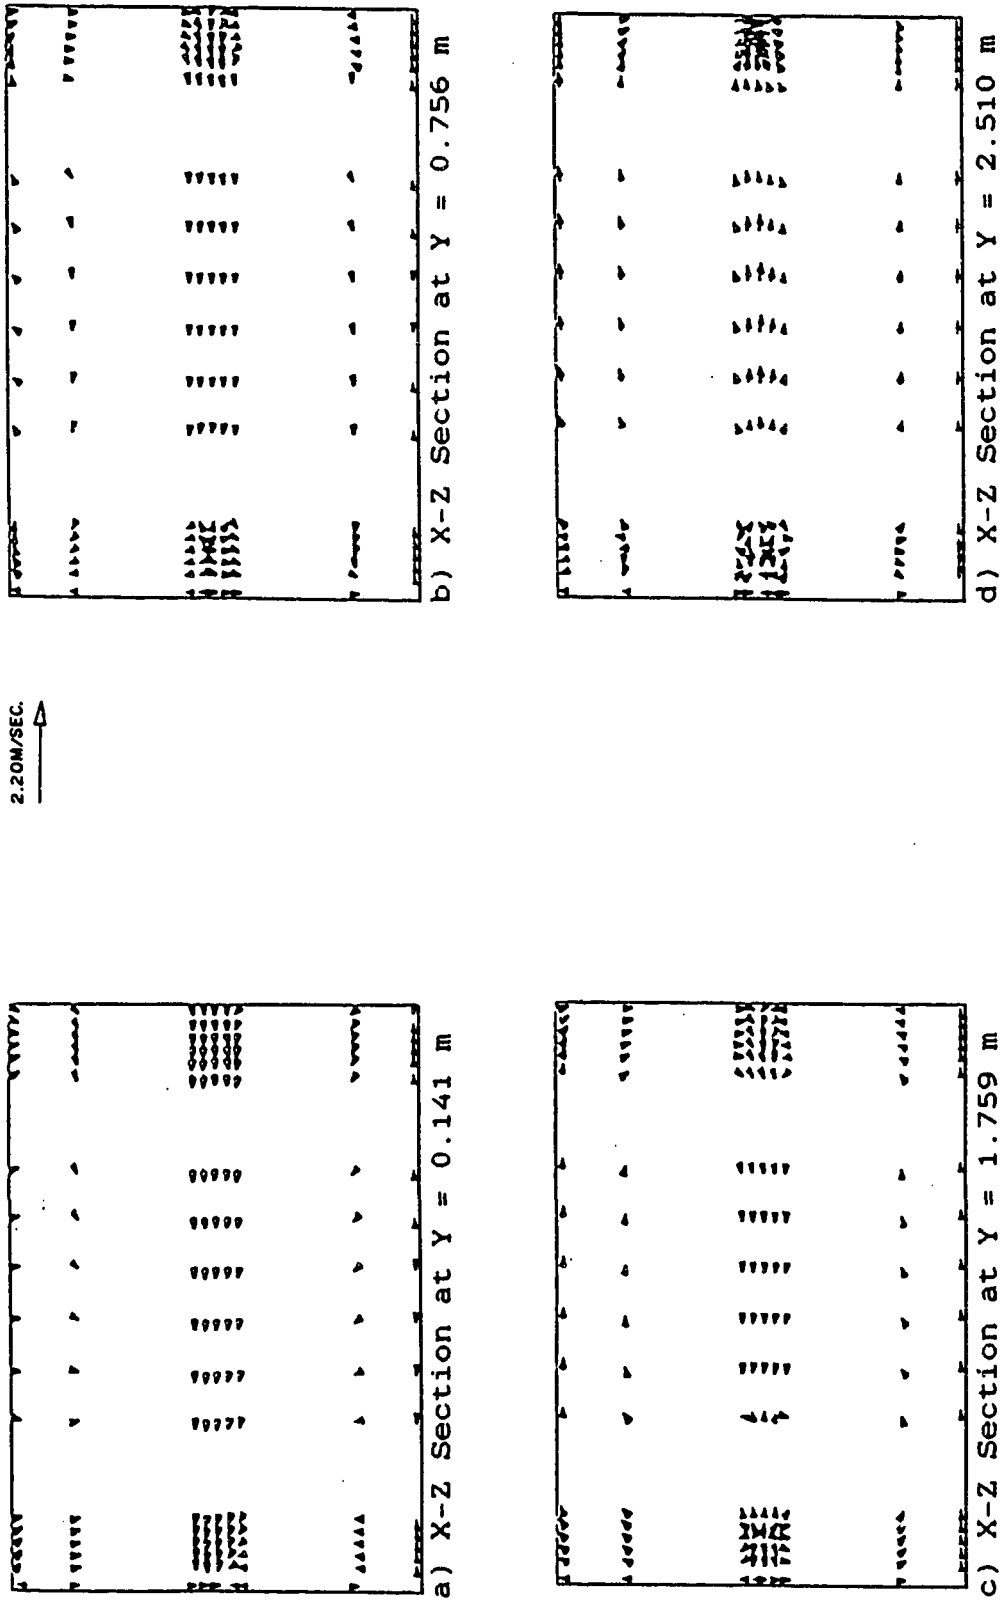 2.20M/SEC.
a) X-Z Section at Y = 0.141 m
b) X-Z Section at Y = 0.756 m
c) X-Z Section at Y = 1.759 m
d) X-Z Section at Y = 2.510 m